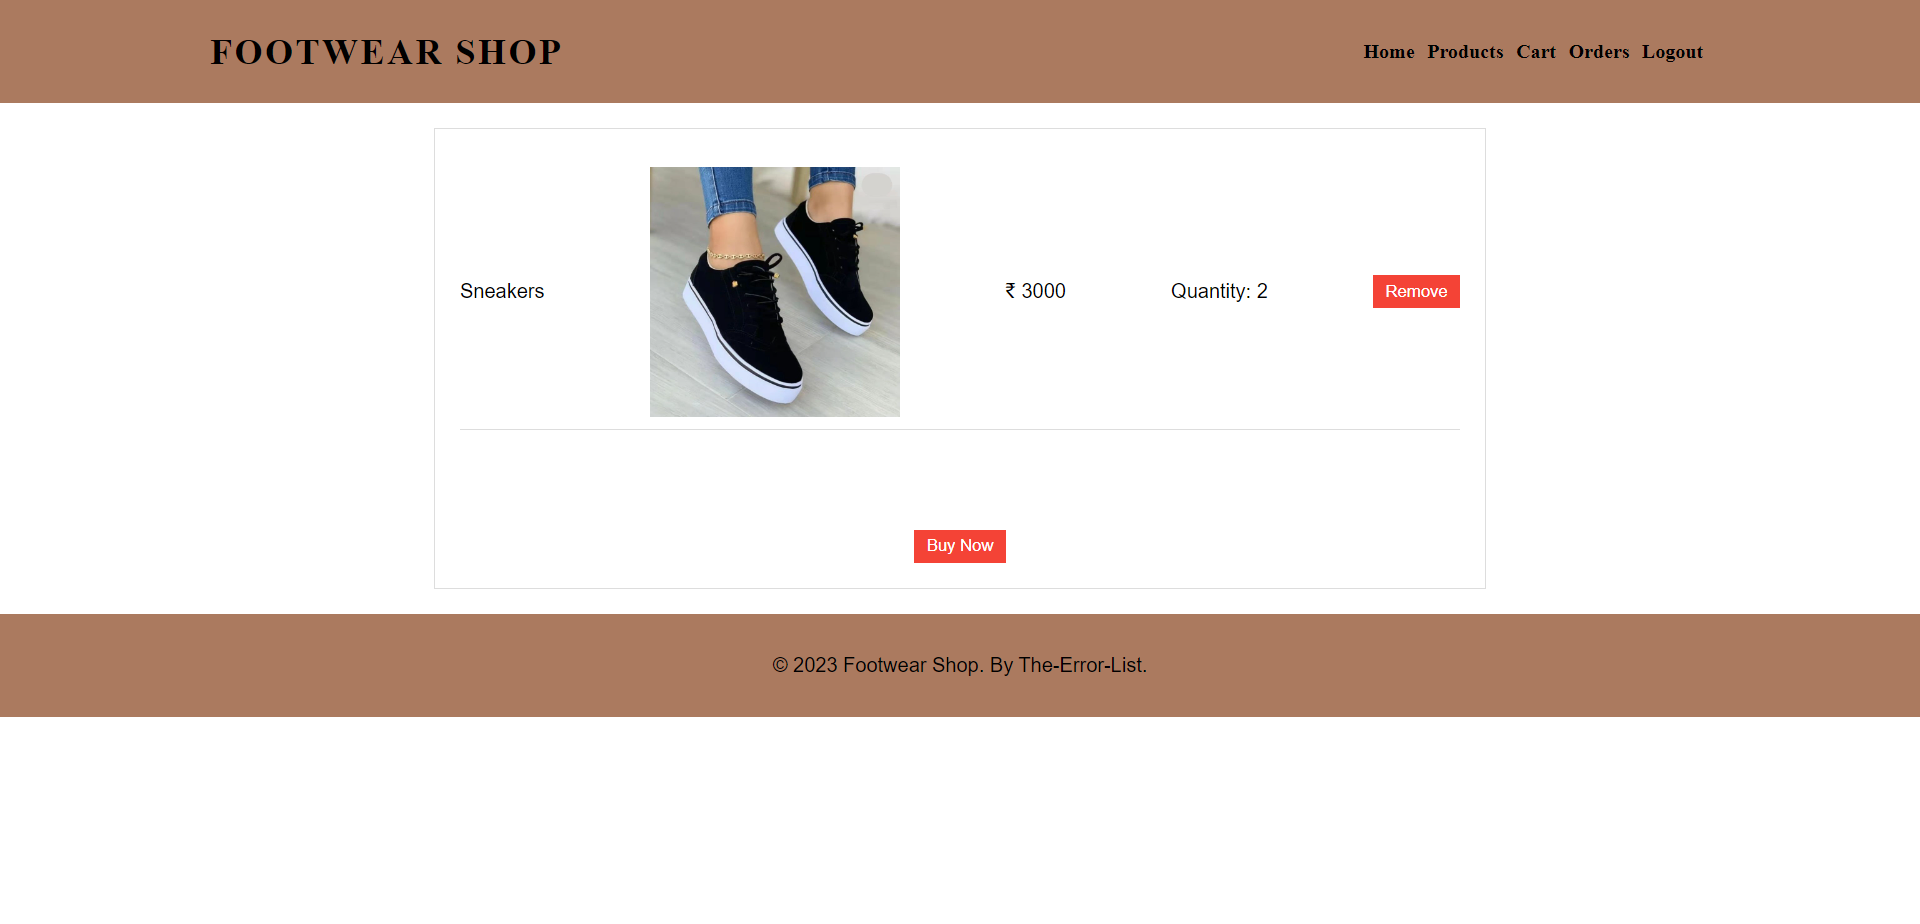 FOOTWEAR SHOP
Home Products Cart Orders Logout
Sneakers
₹ 3000
Quantity: 2
Remove
Buy Now
© 2023 Footwear Shop. By The-Error-List.